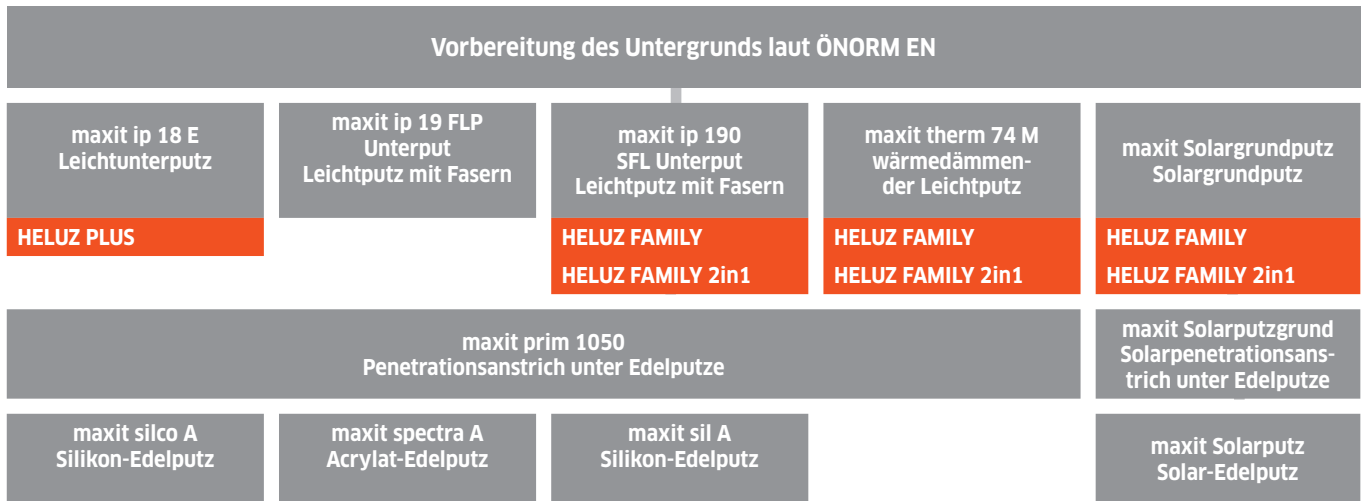 Vorbereitung des Untergrunds laut ÖNORM EN
maxit ip 18 E
Leichtunterputz
HELUZ PLUS
maxit ip 19 FLP
Unterput
Leichtputz mit Fasern
maxit ip 190
SFL Unterput
Leichtputz mit Fasern
HELUZ FAMILY
HELUZ FAMILY 2in1
maxit therm 74 M
wärmedämmen-
der Leichtputz
HELUZ FAMILY
HELUZ FAMILY 2in1
maxit Solargrundputz
Solargrundputz
HELUZ FAMILY
HELUZ FAMILY 2in1
maxit prim 1050
Penetrationsanstrich unter Edelputze
maxit Solarputzgrund
Solarpenetrationsans-
trich unter Edelputze
maxit silco A
Silikon-Edelputz
maxit spectra A
Acrylat-Edelputz
maxit sil A
Silikon-Edelputz
maxit Solarputz
Solar-Edelputz